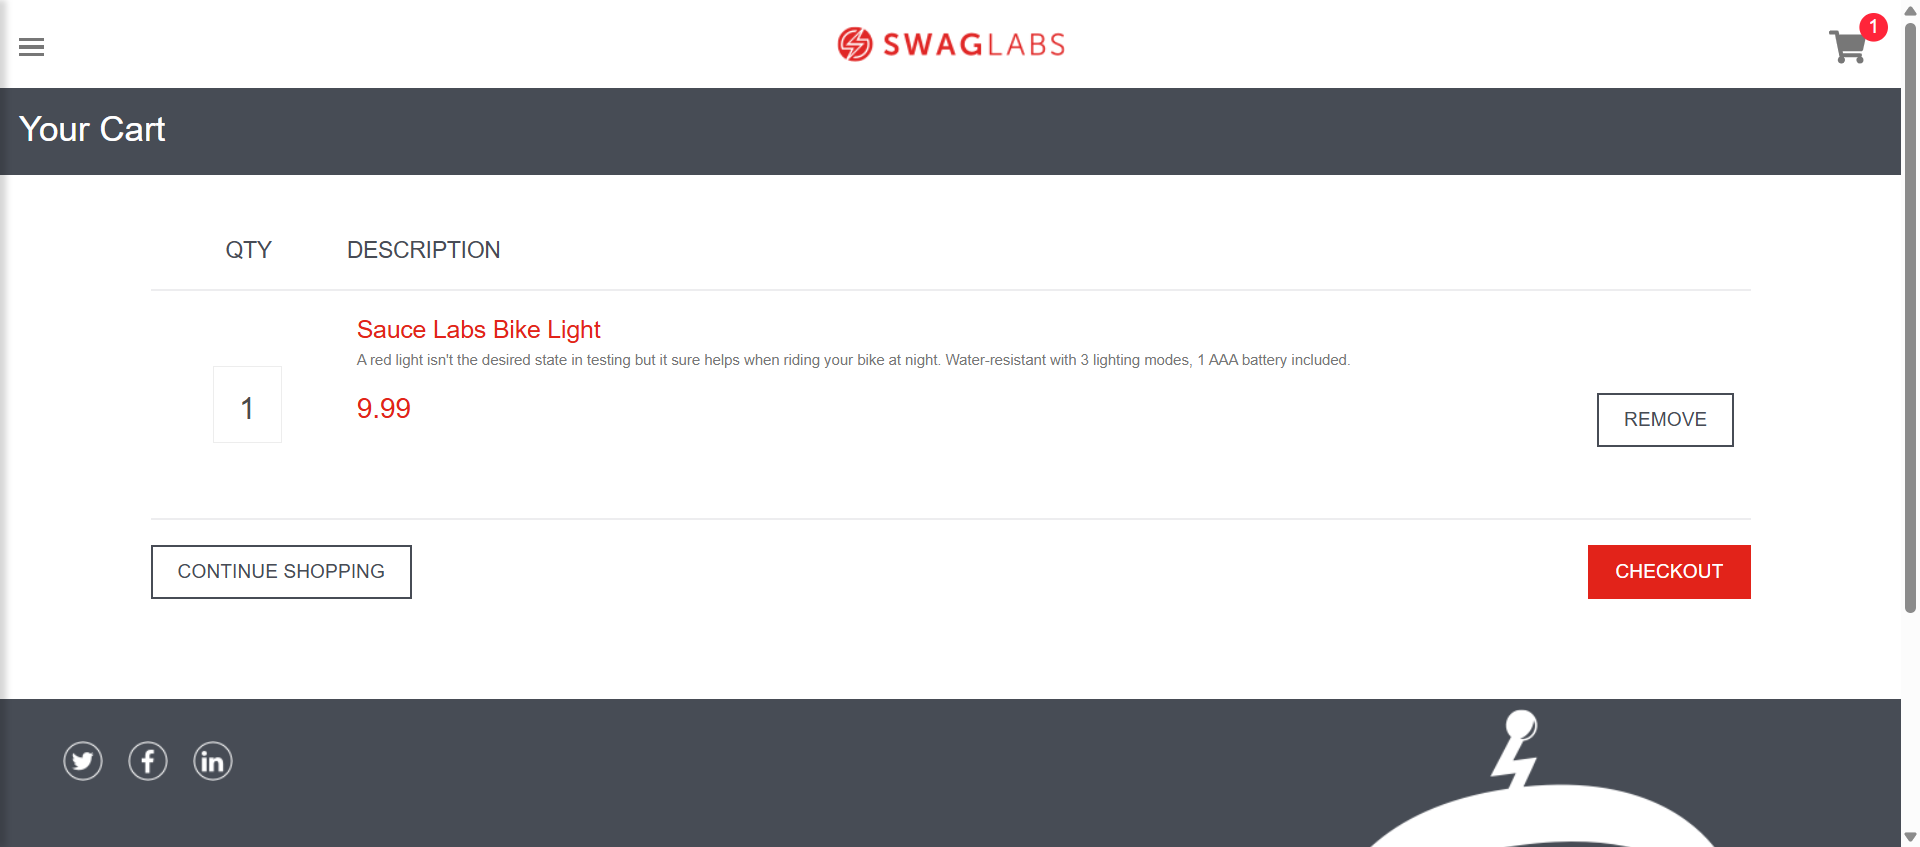 SWAGLABS
1
Your Cart
QTY DESCRIPTION
Sauce Labs Bike Light
A red light isn't the desired state in testing but it sure helps when riding your bike at night. Water-resistant with 3 lighting modes, 1 AAA battery included.
1
9.99
REMOVE
CONTINUE SHOPPING
CHECKOUT